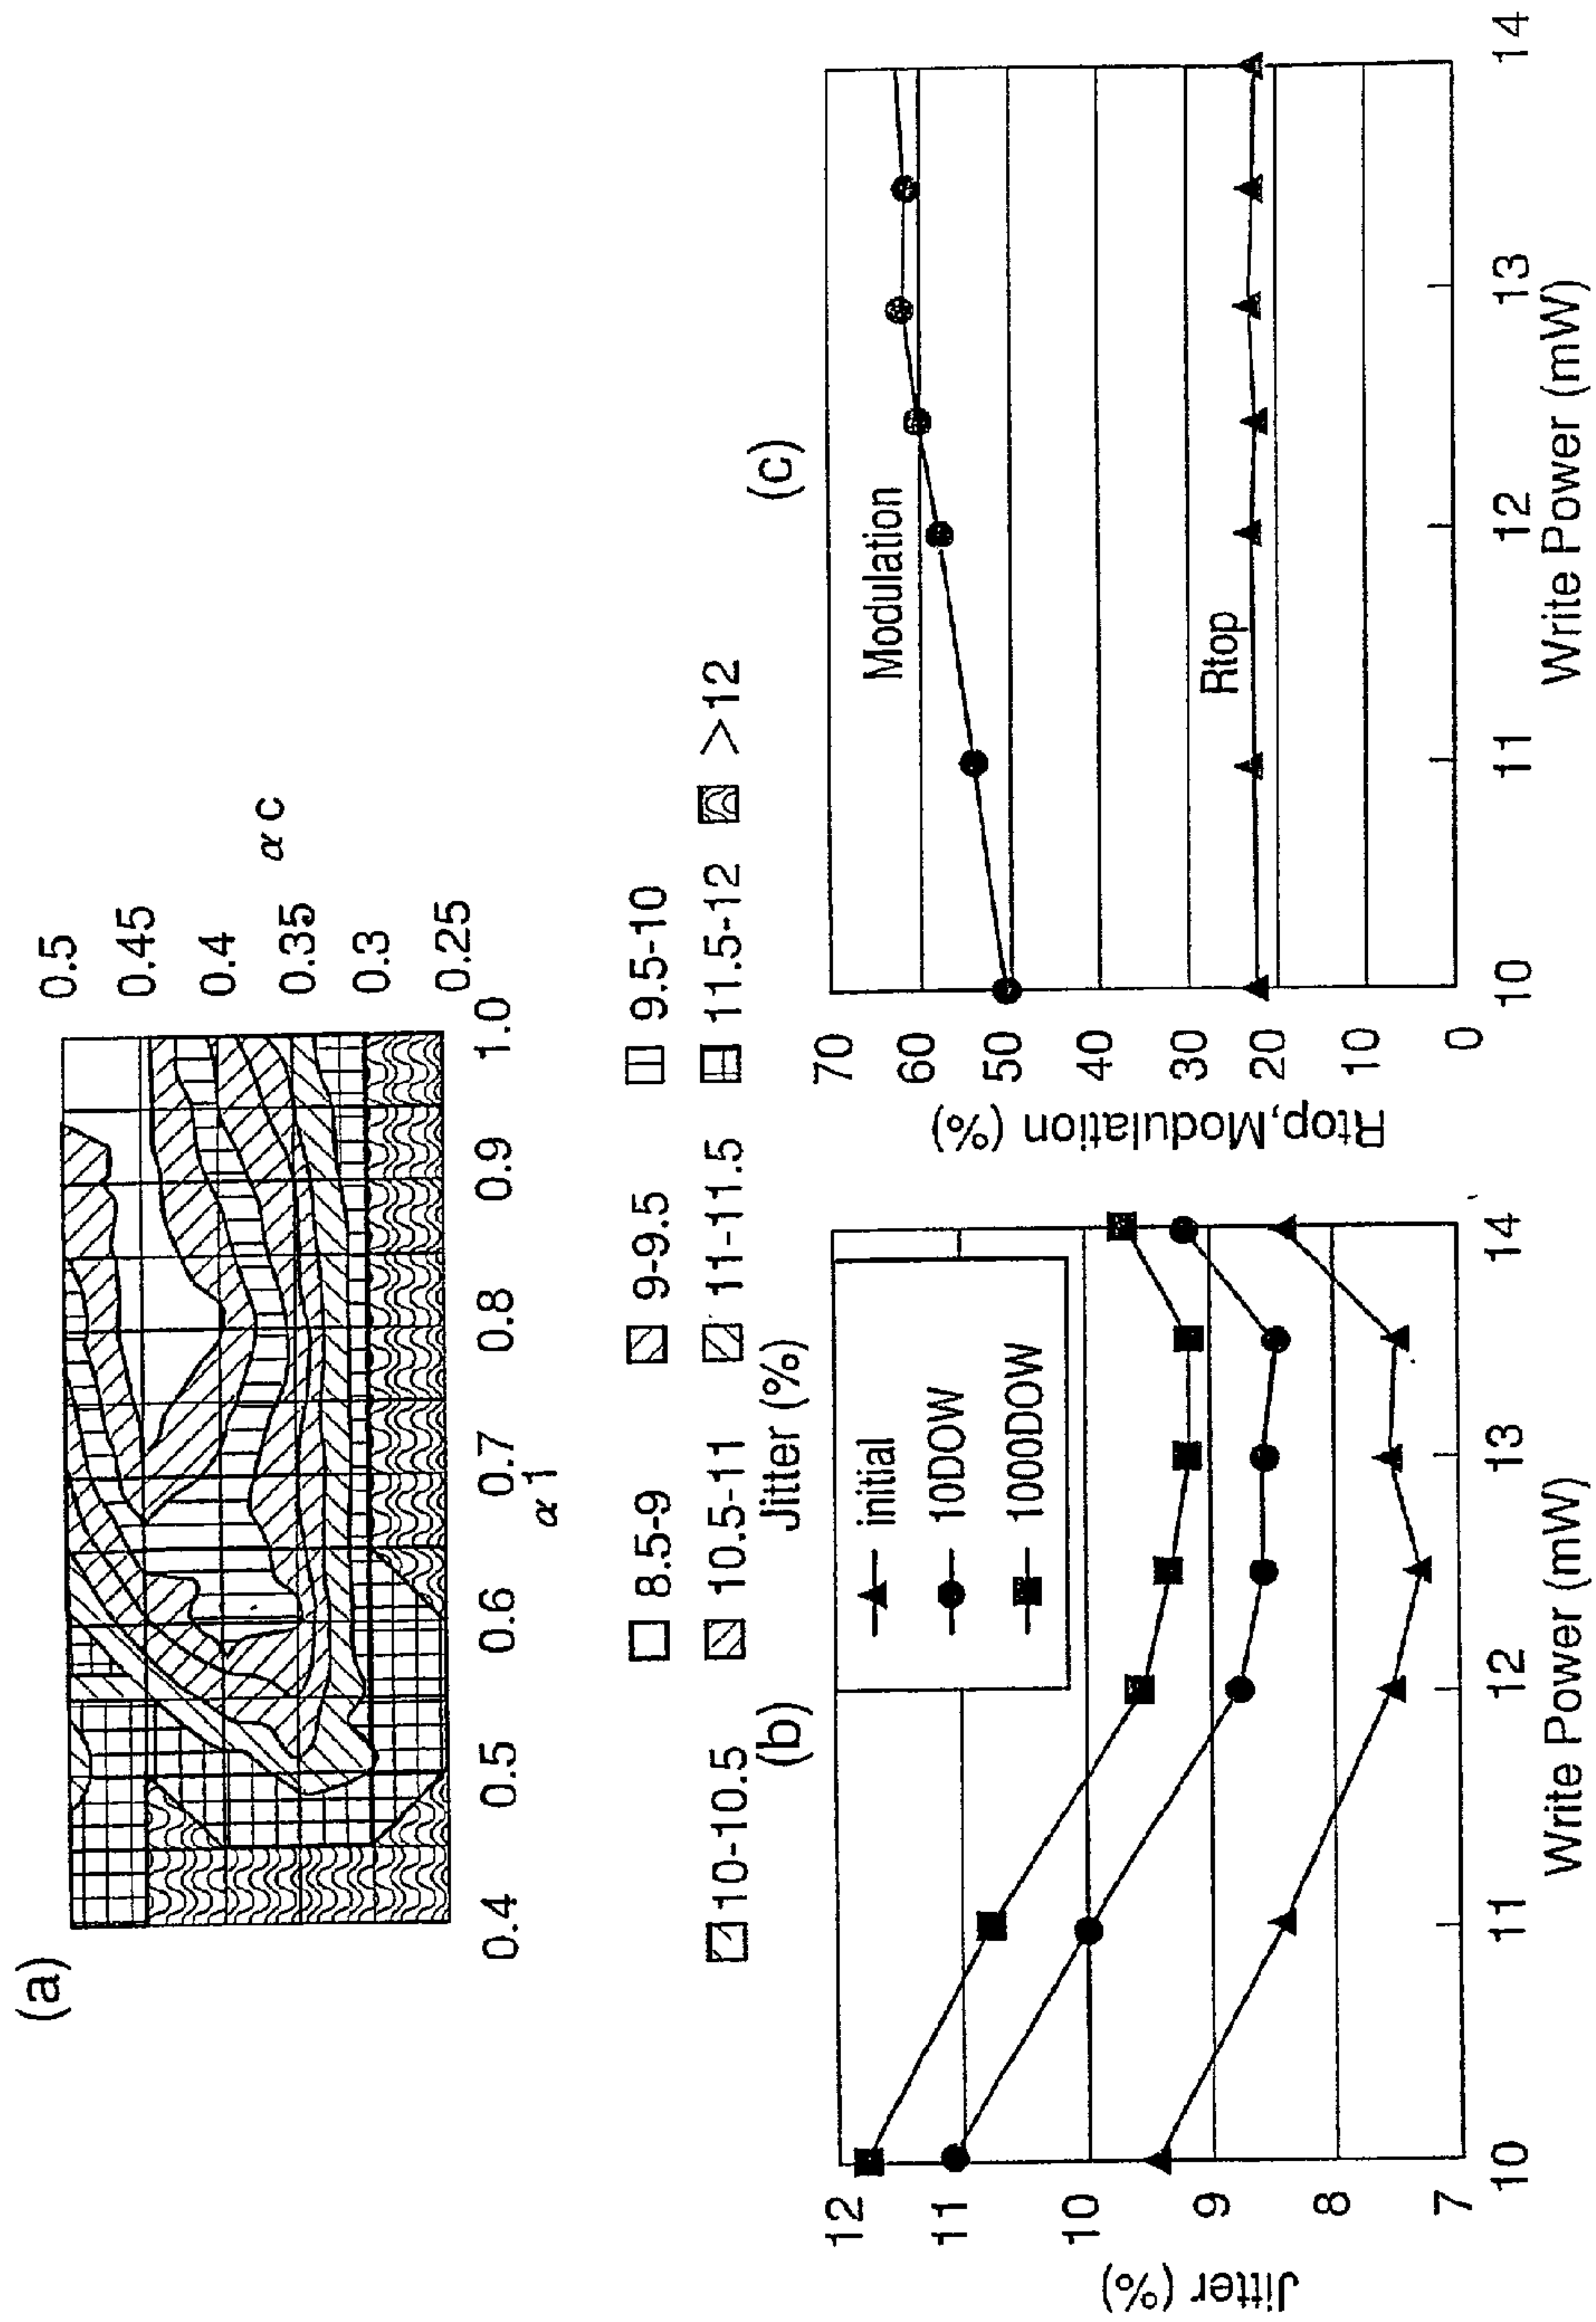 (a)
0.5
0.45
0.4
0.35
0.3
0.25
α c
0.4 0.5 0.6 0.7 0.8 0.9 1.0
α 1
8.5-9 9-9.5 9.5-10
10-10.5 10.5-11 11-11.5 11.5-12 >12
Jitter (%)
(b)
12
11
10
9
8
7
Jitter (%)
initial
10DOW
1000DOW
10 11 12 13 14
Write Power (mW)
(c)
70
60
50
40
30
20
10
0
Rtop,Modulation (%)
Modulation
Rtop
10 11 12 13 14
Write Power (mW)